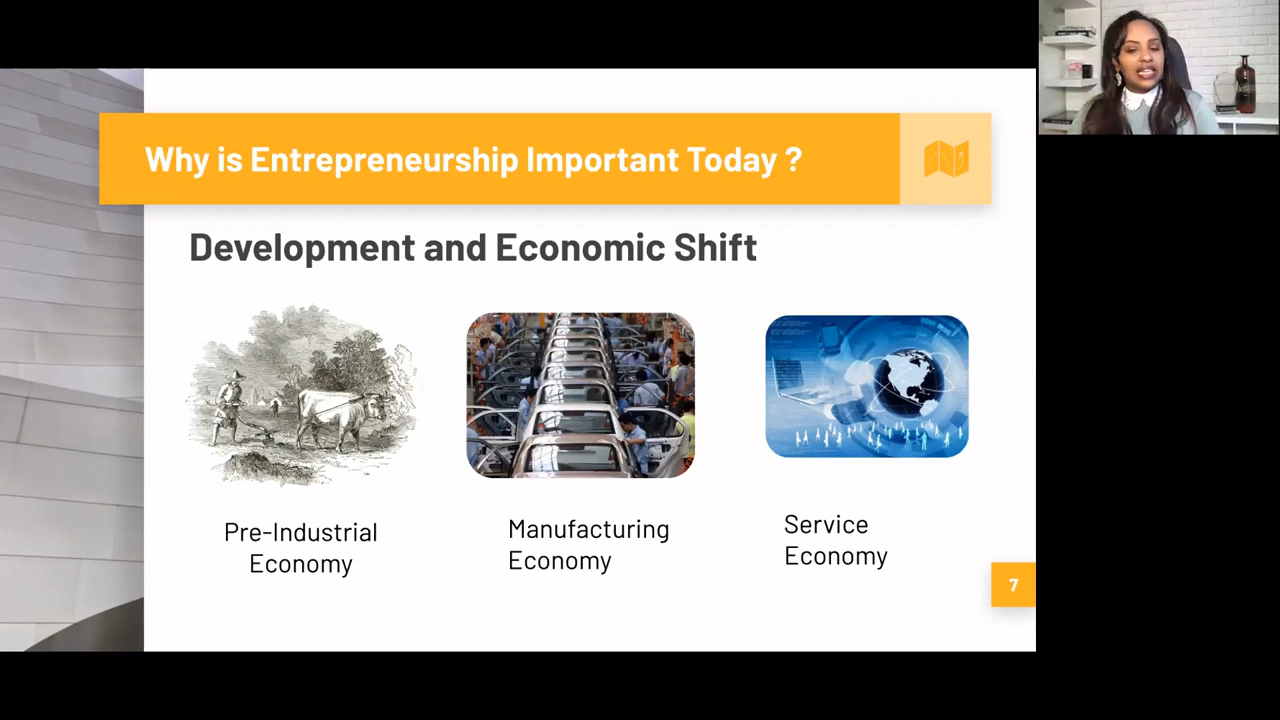 Why is Entrepreneurship Important Today ?
Development and Economic Shift
Pre-Industrial
Economy
Manufacturing
Economy
Service
Economy
7